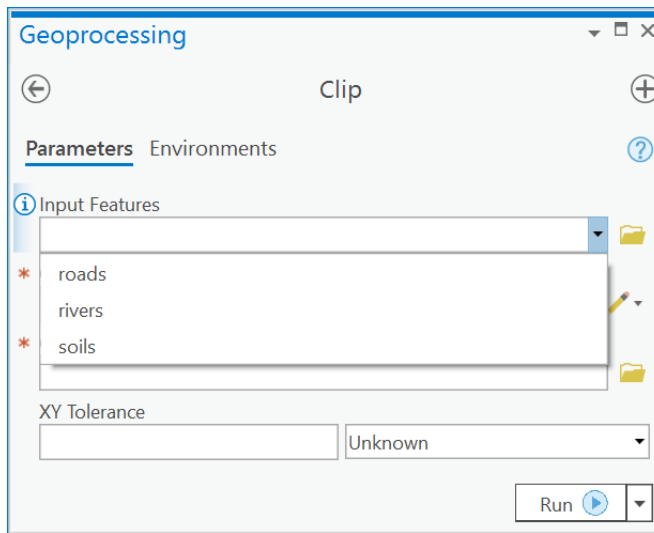 Geoprocessing
Clip
Parameters Environments
Input Features
roads
rivers
soils
XY Tolerance
Unknown
Run